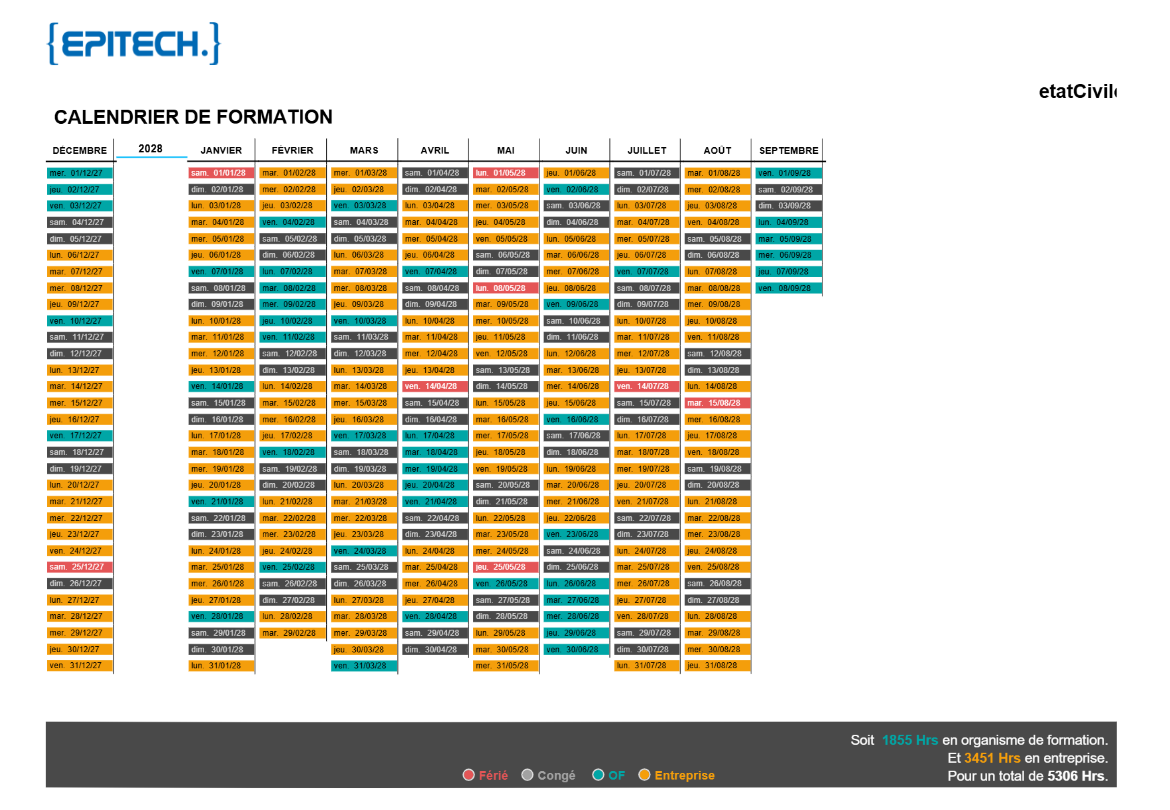 {EPITECH.}
etatCivil
CALENDRIER DE FORMATION
DÉCEMBRE 2028 JANVIER FÉVRIER MARS AVRIL MAI JUIN JUILLET AOÛT SEPTEMBRE
mer. 01/12/27 sam. 01/01/28 mar. 01/02/28 mer. 01/03/28 sam. 01/04/28 lun. 01/05/28 jeu. 01/06/28 sam. 01/07/28 mar. 01/08/28 ven. 01/09/28
jeu. 02/12/27 dim. 02/01/28 mer. 02/02/28 jeu. 02/03/28 dim. 02/04/28 mar. 02/05/28 ven. 02/06/28 dim. 02/07/28 mer. 02/08/28 sam. 02/09/28
ven. 03/12/27 lun. 03/01/28 jeu. 03/02/28 ven. 03/03/28 lun. 03/04/28 mer. 03/05/28 sam. 03/06/28 lun. 03/07/28 jeu. 03/08/28 dim. 03/09/28
sam. 04/12/27 mar. 04/01/28 ven. 04/02/28 sam. 04/03/28 mar. 04/04/28 jeu. 04/05/28 dim. 04/06/28 mar. 04/07/28 ven. 04/08/28 lun. 04/09/28
dim. 05/12/27 mer. 05/01/28 sam. 05/02/28 dim. 05/03/28 mer. 05/04/28 ven. 05/05/28 lun. 05/06/28 mer. 05/07/28 sam. 05/08/28 mar. 05/09/28
lun. 06/12/27 jeu. 06/01/28 dim. 06/02/28 lun. 06/03/28 jeu. 06/04/28 sam. 06/05/28 mar. 06/06/28 jeu. 06/07/28 dim. 06/08/28 mer. 06/09/28
mar. 07/12/27 ven. 07/01/28 lun. 07/02/28 mar. 07/03/28 ven. 07/04/28 dim. 07/05/28 mer. 07/06/28 ven. 07/07/28 lun. 07/08/28 jeu. 07/09/28
mer. 08/12/27 sam. 08/01/28 mar. 08/02/28 mer. 08/03/28 sam. 08/04/28 lun. 08/05/28 jeu. 08/06/28 sam. 08/07/28 mar. 08/08/28 ven. 08/09/28
jeu. 09/12/27 dim. 09/01/28 mer. 09/02/28 jeu. 09/03/28 dim. 09/04/28 mar. 09/05/28 ven. 09/06/28 dim. 09/07/28 mer. 09/08/28
ven. 10/12/27 lun. 10/01/28 jeu. 10/02/28 ven. 10/03/28 lun. 10/04/28 mer. 10/05/28 sam. 10/06/28 lun. 10/07/28 jeu. 10/08/28
sam. 11/12/27 mar. 11/01/28 ven. 11/02/28 sam. 11/03/28 mar. 11/04/28 jeu. 11/05/28 dim. 11/06/28 mar. 11/07/28 ven. 11/08/28
dim. 12/12/27 mer. 12/01/28 sam. 12/02/28 dim. 12/03/28 mer. 12/04/28 ven. 12/05/28 lun. 12/06/28 mer. 12/07/28 sam. 12/08/28
lun. 13/12/27 jeu. 13/01/28 dim. 13/02/28 lun. 13/03/28 jeu. 13/04/28 sam. 13/05/28 mar. 13/06/28 jeu. 13/07/28 dim. 13/08/28
mar. 14/12/27 ven. 14/01/28 lun. 14/02/28 mar. 14/03/28 ven. 14/04/28 dim. 14/05/28 mer. 14/06/28 ven. 14/07/28 lun. 14/08/28
mer. 15/12/27 sam. 15/01/28 mar. 15/02/28 mer. 15/03/28 sam. 15/04/28 lun. 15/05/28 jeu. 15/06/28 sam. 15/07/28 mar. 15/08/28
jeu. 16/12/27 dim. 16/01/28 mer. 16/02/28 jeu. 16/03/28 dim. 16/04/28 mar. 16/05/28 ven. 16/06/28 dim. 16/07/28 mer. 16/08/28
ven. 17/12/27 lun. 17/01/28 jeu. 17/02/28 ven. 17/03/28 lun. 17/04/28 mer. 17/05/28 sam. 17/06/28 lun. 17/07/28 jeu. 17/08/28
sam. 18/12/27 mar. 18/01/28 ven. 18/02/28 sam. 18/03/28 mar. 18/04/28 jeu. 18/05/28 dim. 18/06/28 mar. 18/07/28 ven. 18/08/28
dim. 19/12/27 mer. 19/01/28 sam. 19/02/28 dim. 19/03/28 mer. 19/04/28 ven. 19/05/28 lun. 19/06/28 mer. 19/07/28 sam. 19/08/28
lun. 20/12/27 jeu. 20/01/28 dim. 20/02/28 lun. 20/03/28 jeu. 20/04/28 sam. 20/05/28 mar. 20/06/28 jeu. 20/07/28 dim. 20/08/28
mar. 21/12/27 ven. 21/01/28 lun. 21/02/28 mar. 21/03/28 ven. 21/04/28 dim. 21/05/28 mer. 21/06/28 ven. 21/07/28 lun. 21/08/28
mer. 22/12/27 sam. 22/01/28 mar. 22/02/28 mer. 22/03/28 sam. 22/04/28 lun. 22/05/28 jeu. 22/06/28 sam. 22/07/28 mar. 22/08/28
jeu. 23/12/27 dim. 23/01/28 mer. 23/02/28 jeu. 23/03/28 dim. 23/04/28 mar. 23/05/28 ven. 23/06/28 dim. 23/07/28 mer. 23/08/28
ven. 24/12/27 lun. 24/01/28 jeu. 24/02/28 ven. 24/03/28 lun. 24/04/28 mer. 24/05/28 sam. 24/06/28 lun. 24/07/28 jeu. 24/08/28
sam. 25/12/27 mar. 25/01/28 ven. 25/02/28 sam. 25/03/28 mar. 25/04/28 jeu. 25/05/28 dim. 25/06/28 mar. 25/07/28 ven. 25/08/28
dim. 26/12/27 mer. 26/01/28 sam. 26/02/28 dim. 26/03/28 mer. 26/04/28 ven. 26/05/28 lun. 26/06/28 mer. 26/07/28 sam. 26/08/28
lun. 27/12/27 jeu. 27/01/28 dim. 27/02/28 lun. 27/03/28 jeu. 27/04/28 sam. 27/05/28 mar. 27/06/28 jeu. 27/07/28 dim. 27/08/28
mar. 28/12/27 ven. 28/01/28 lun. 28/02/28 mar. 28/03/28 ven. 28/04/28 dim. 28/05/28 mer. 28/06/28 ven. 28/07/28 lun. 28/08/28
mer. 29/12/27 sam. 29/01/28 mar. 29/02/28 mer. 29/03/28 sam. 29/04/28 lun. 29/05/28 jeu. 29/06/28 sam. 29/07/28 mar. 29/08/28
jeu. 30/12/27 dim. 30/01/28 jeu. 30/03/28 dim. 30/04/28 mar. 30/05/28 ven. 30/06/28 dim. 30/07/28 mer. 30/08/28
ven. 31/12/27 lun. 31/01/28 ven. 31/03/28 mer. 31/05/28 lun. 31/07/28 jeu. 31/08/28
Soit 1855 Hrs en organisme de formation.
Et 3451 Hrs en entreprise.
Férié Congé OF Entreprise
Pour un total de 5306 Hrs.